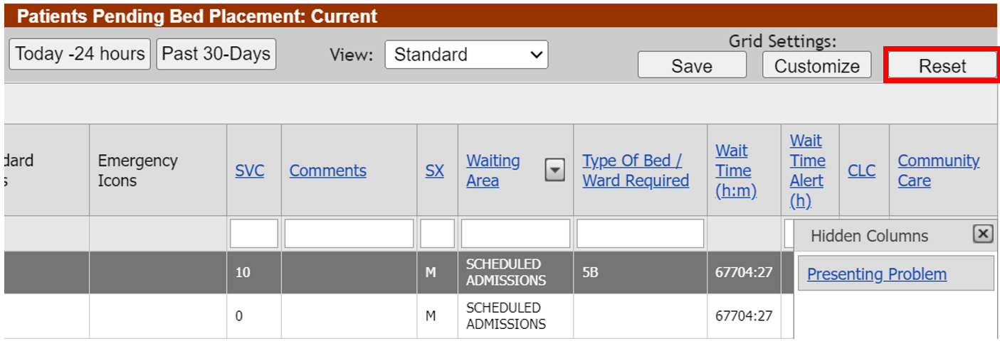 Patients Pending Bed Placement: Current
Grid Settings:
Today -24 hours Past 30-Days View: Standard Save Customize Reset
Emergency
Icons
SVC
Comments
SX
Waiting
Area
Type Of Bed /
Ward Required
Wait
Time
(h:m)
Wait
Time
Alert
(h)
CLC
Community
Care
Hidden Columns
Presenting Problem
10 M SCHEDULED
ADMISSIONS
5B 67704:27
0 M SCHEDULED
ADMISSIONS
67704:27